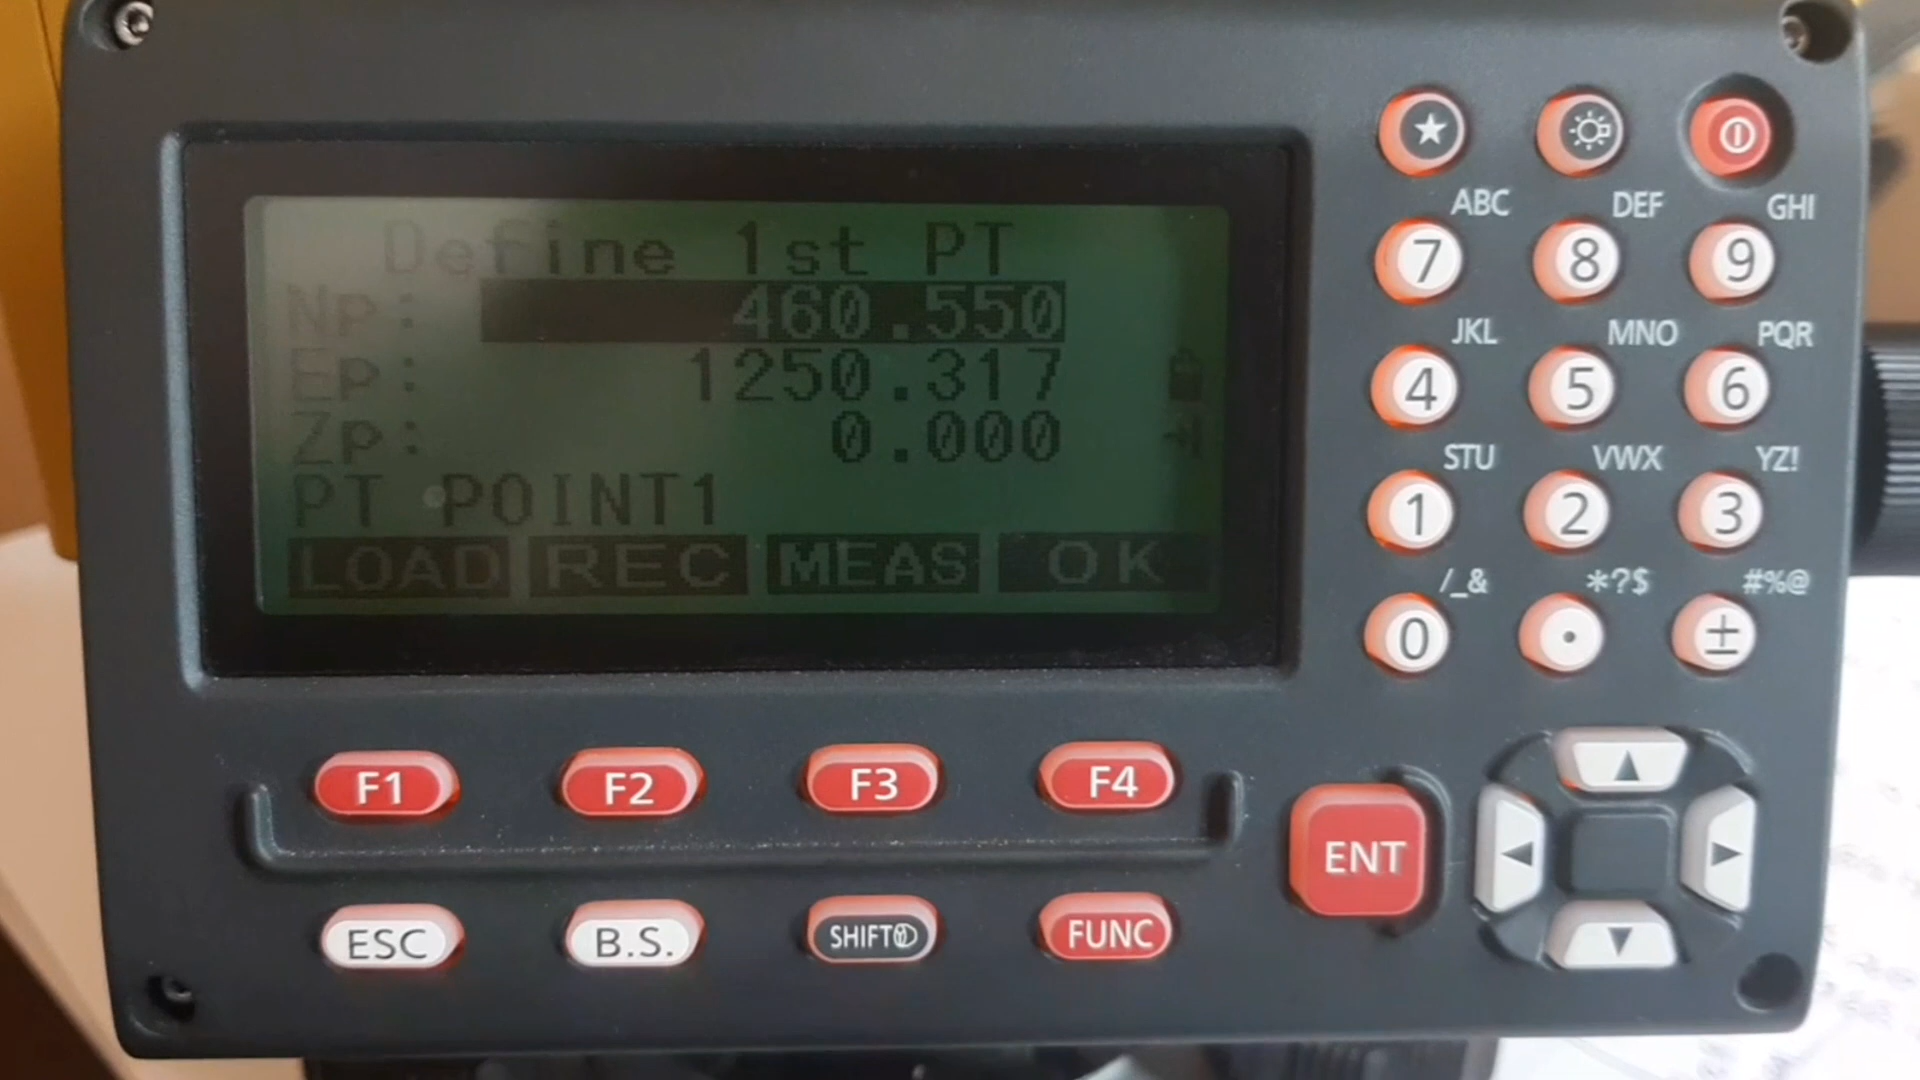 Define 1st PT
Np: 460.550
Ep: 1250.317
Zp: 0.000
PT POINT1
LOAD REC MEAS OK
F1 F2 F3 F4
ESC B.S. SHIFT FUNC
ENT
ABC DEF GHI
7 8 9
JKL MNO PQR
4 5 6
STU VWX YZ!
1 2 3
/_& *?$ #%@
0 . ±